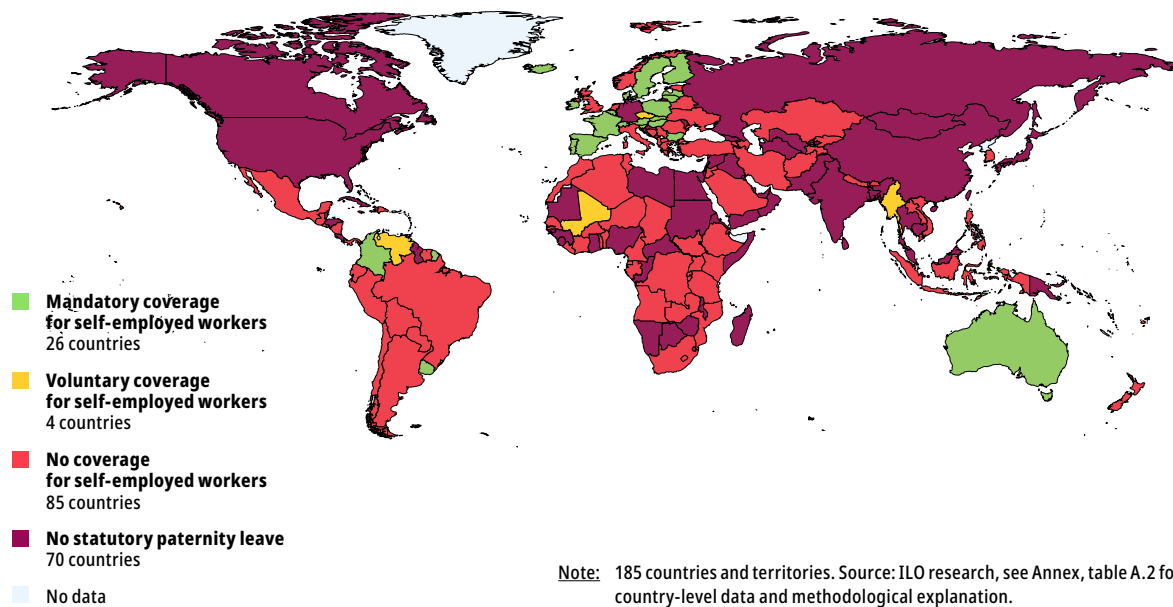 Mandatory coverage
for self-employed workers
26 countries
Voluntary coverage
for self-employed workers
4 countries
No coverage
for self-employed workers
85 countries
No statutory paternity leave
70 countries
No data
Note: 185 countries and territories. Source: ILO research, see Annex, table A.2 fo
country-level data and methodological explanation.